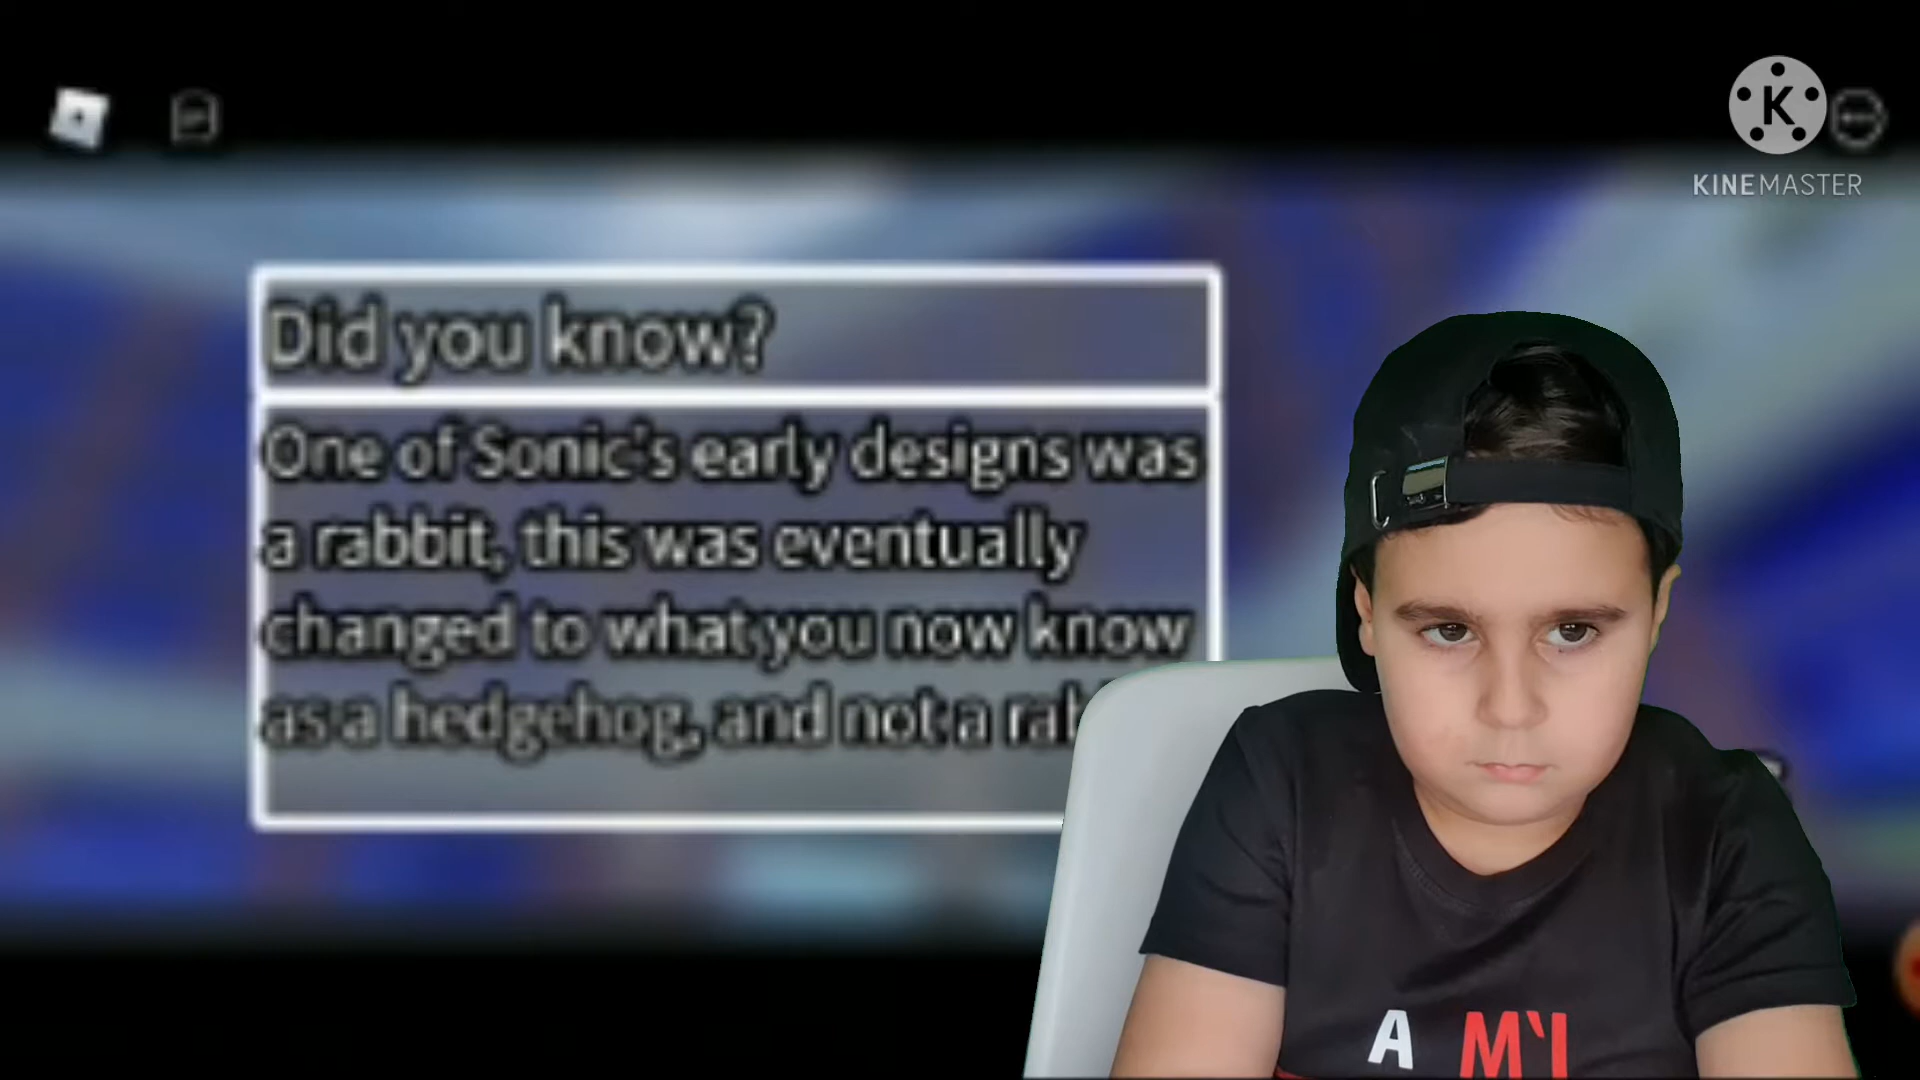 K
KINEMASTER
Did you know?
One of Sonic's early designs was
a rabbit, this was eventually
changed to what you now know
as a hedgehog, and not a
A M`I